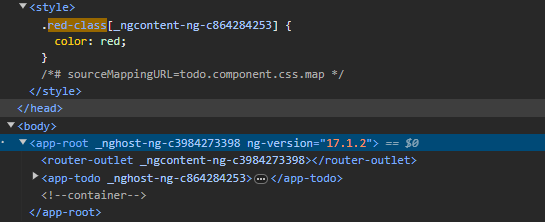 <style>
.red-class[_ngcontent-ng-c864284253] {
color: red;
}
/*# sourceMappingURL=todo.component.css.map */
</style>
</head>
<body>
<app-root _nghost-ng-c3984273398 ng-version="17.1.2"> == $0
<router-outlet _ngcontent-ng-c3984273398></router-outlet>
<app-todo _nghost-ng-c864284253>…</app-todo>
<!--container-->
</app-root>